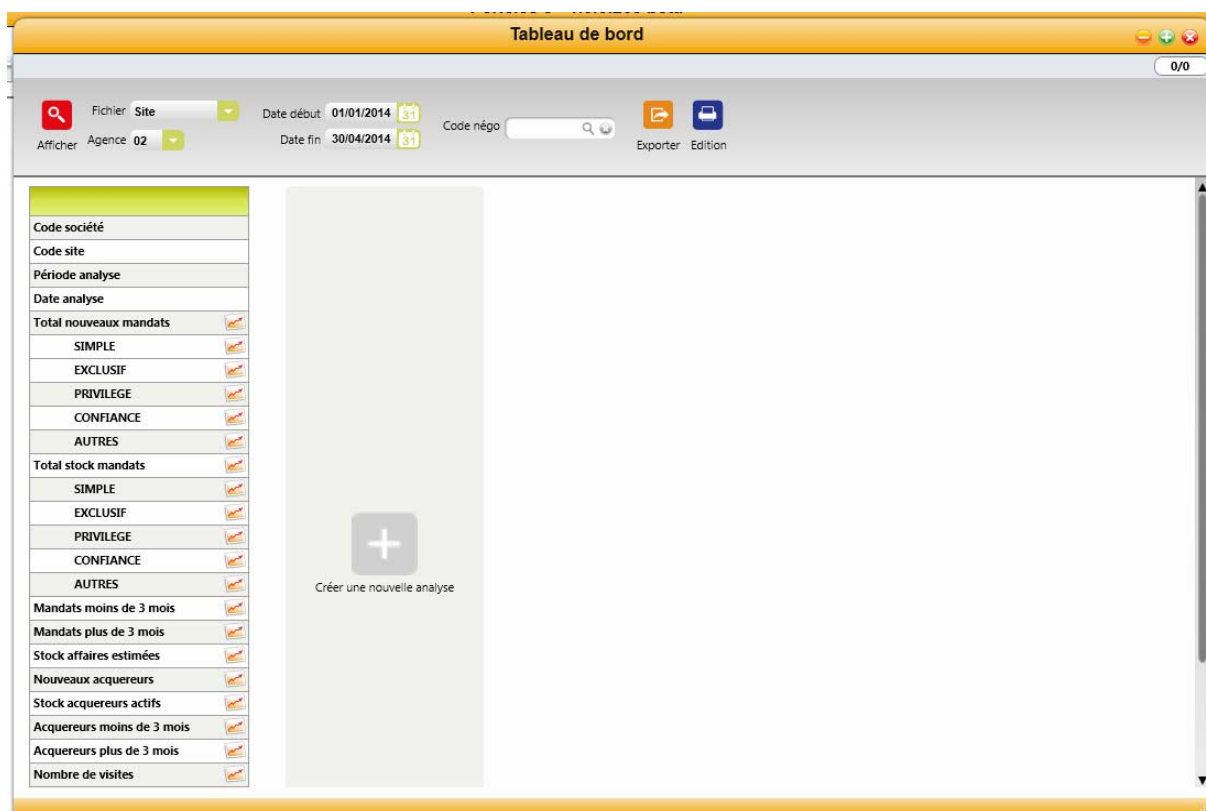 Tableau de bord
0/0
Fichier Site
Agence 02
Afficher
Date début 01/01/2014 31
Date fin 30/04/2014 31
Code négo
Exporter
Edition
Code société
Code site
Période analyse
Date analyse
Total nouveaux mandats
SIMPLE
EXCLUSIF
PRIVILEGE
CONFIANCE
AUTRES
Total stock mandats
SIMPLE
EXCLUSIF
PRIVILEGE
CONFIANCE
AUTRES
Mandats moins de 3 mois
Mandats plus de 3 mois
Stock affaires estimées
Nouveaux acquereurs
Stock acquereurs actifs
Acquereurs moins de 3 mois
Acquereurs plus de 3 mois
Nombre de visites
Créer une nouvelle analyse